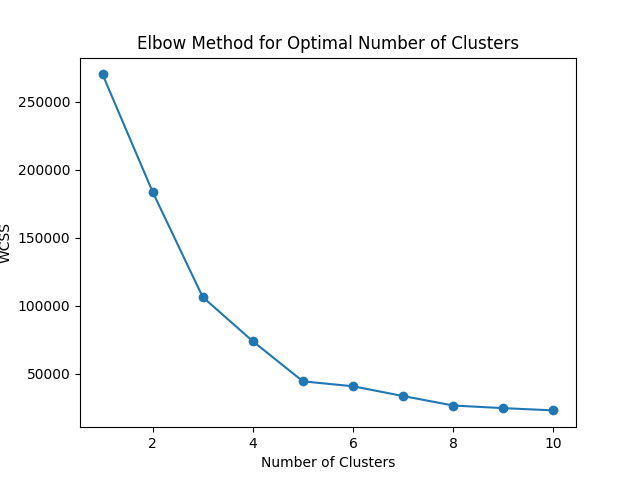 Elbow Method for Optimal Number of Clusters
250000
200000
150000
100000
50000
WCSS
2 4 6 8 10
Number of Clusters